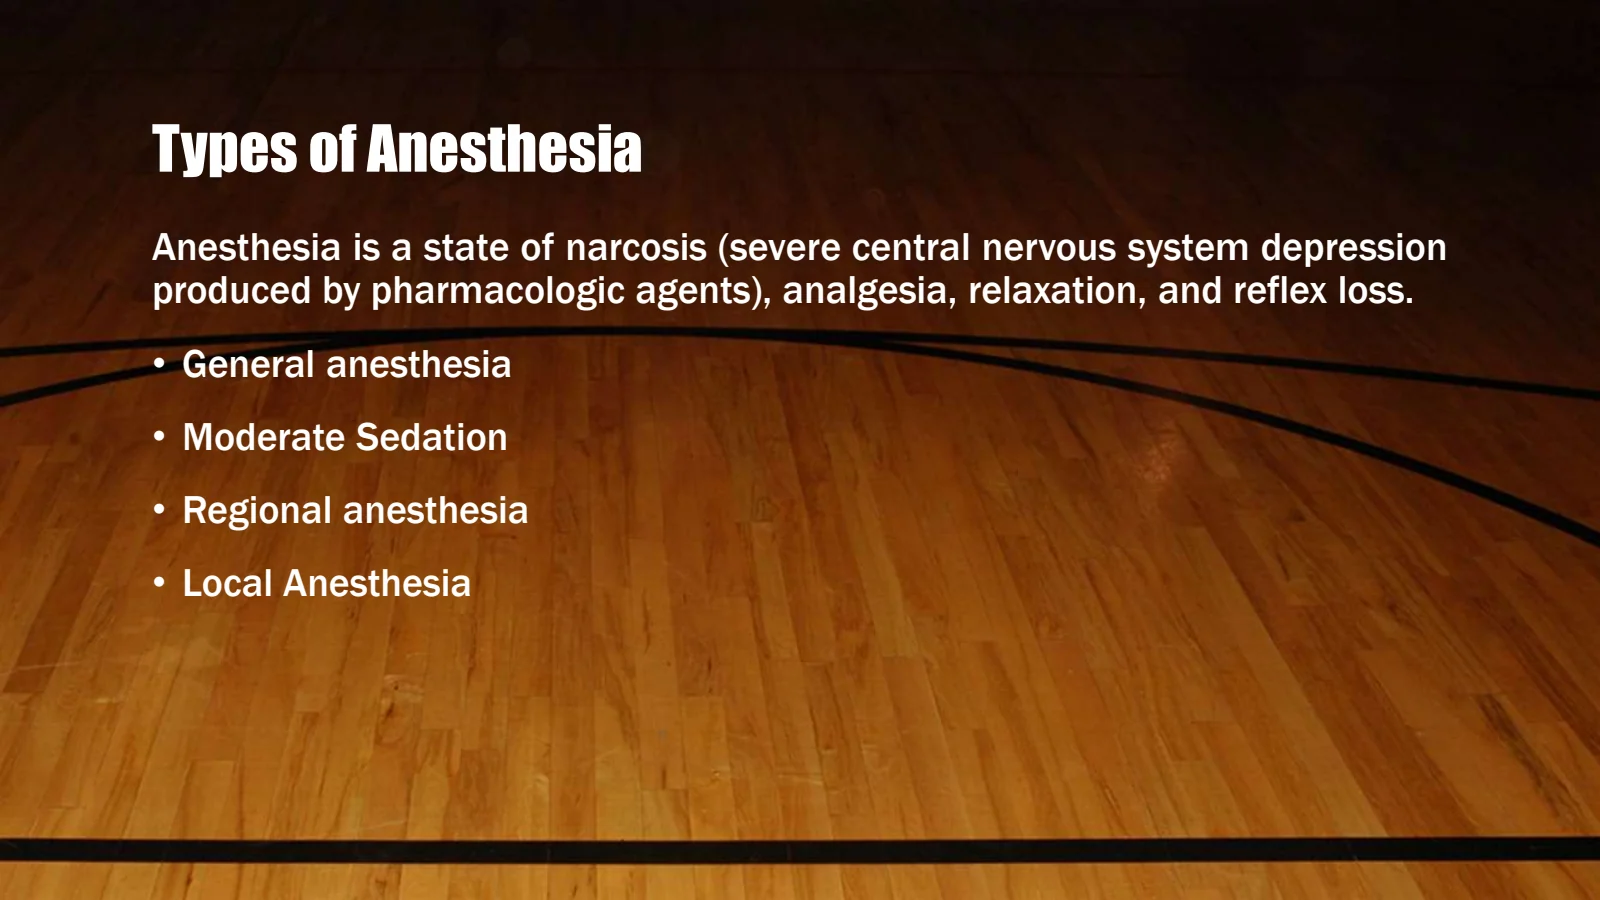 Types of Anesthesia
Anesthesia is a state of narcosis (severe central nervous system depression
produced by pharmacologic agents), analgesia, relaxation, and reflex loss.
• General anesthesia
• Moderate Sedation
• Regional anesthesia
• Local Anesthesia